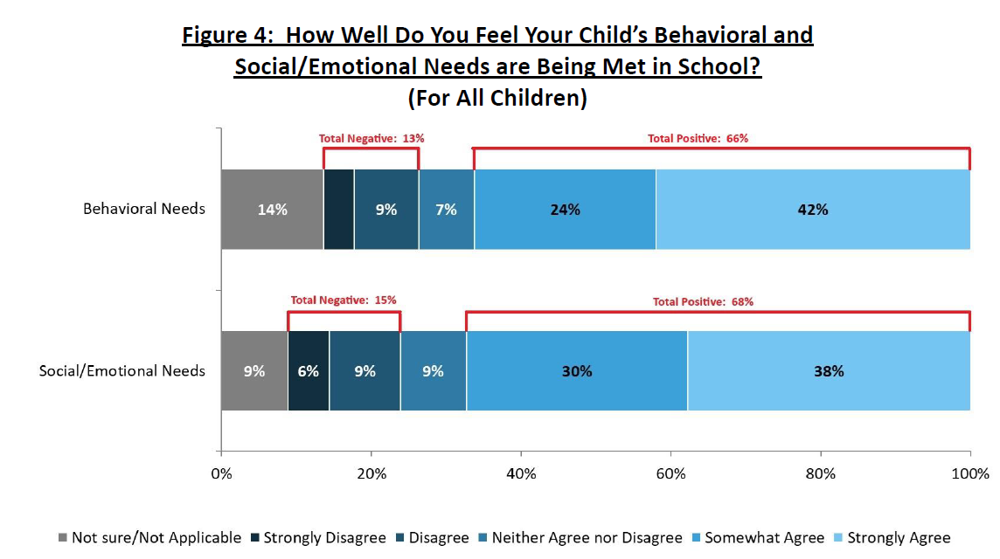 Figure 4:  How Well Do You Feel Your Child's Behavioral and
Social/Emotional Needs are Being Met in School?
(For All Children)
Total Negative:  13%
Total Positive:  66%
Behavioral Needs
14%
9%
7%
24%
42%
Total Negative:  15%
Total Positive:  68%
Social/Emotional Needs
9%
6%
9%
9%
30%
38%
0%
20%
40%
60%
80%
100%
Not sure/Not Applicable
Strongly Disagree
Disagree
Neither Agree nor Disagree
Somewhat Agree
Strongly Agree